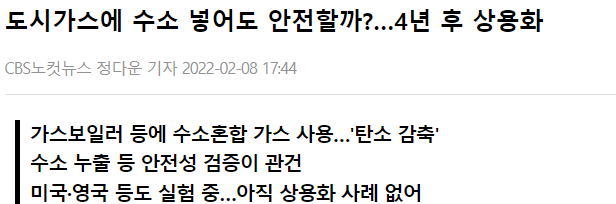 도시가스에 수소 넣어도 안전할까?…4년 후 상용화
CBS노컷뉴스 정다운 기자 2022-02-08 17:44
가스보일러 등에 수소혼합 가스 사용…'탄소 감축'
수소 누출 등 안전성 검증이 관건
미국·영국 등도 실험 중…아직 상용화 사례 없어